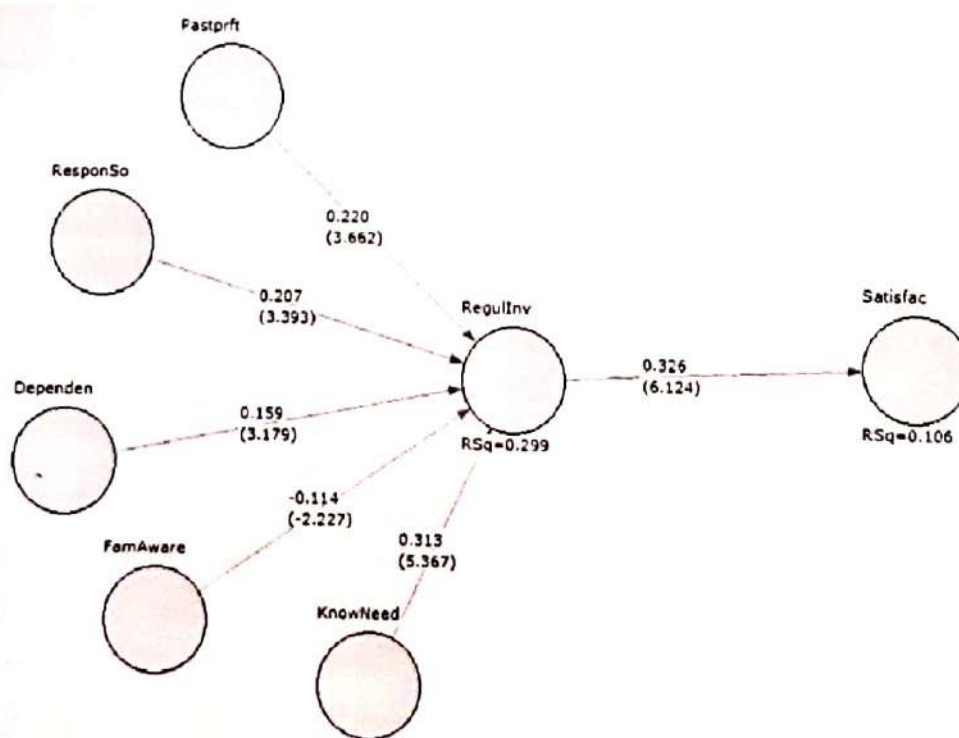 Pastprft
ResponSo
0.220
(3.662)
0.207
(3.393)
RegulInv
Satisfac
0.326
(6.124)
Dependen
0.159
(3.179)
RSq=0.299
RSq=0.106
-0.114
(-2.227)
FamAware
0.313
(5.367)
KnowNeed